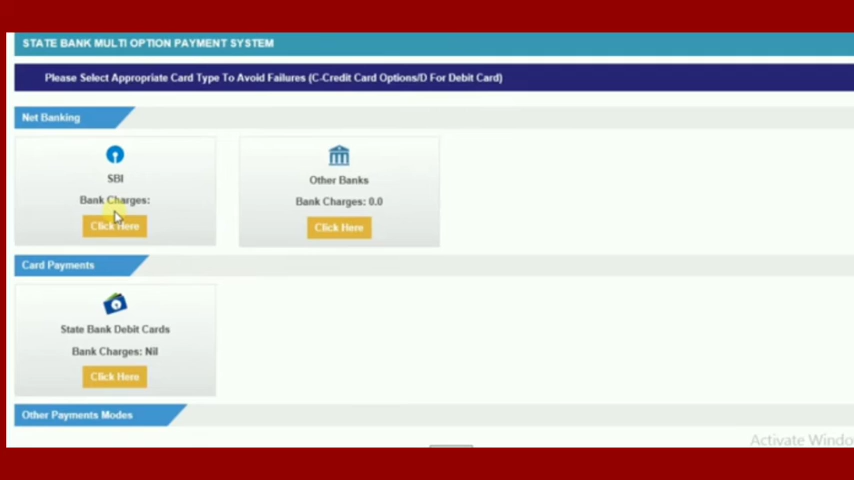 STATE BANK MULTI OPTION PAYMENT SYSTEM
Please Select Appropriate Card Type To Avoid Failures (C-Credit Card Options/D For Debit Card)
Net Banking
SBI
Bank Charges:
Click Here
Other Banks
Bank Charges: 0.0
Click Here
Card Payments
State Bank Debit Cards
Bank Charges: Nil
Click Here
Other Payments Modes
Activate Windo